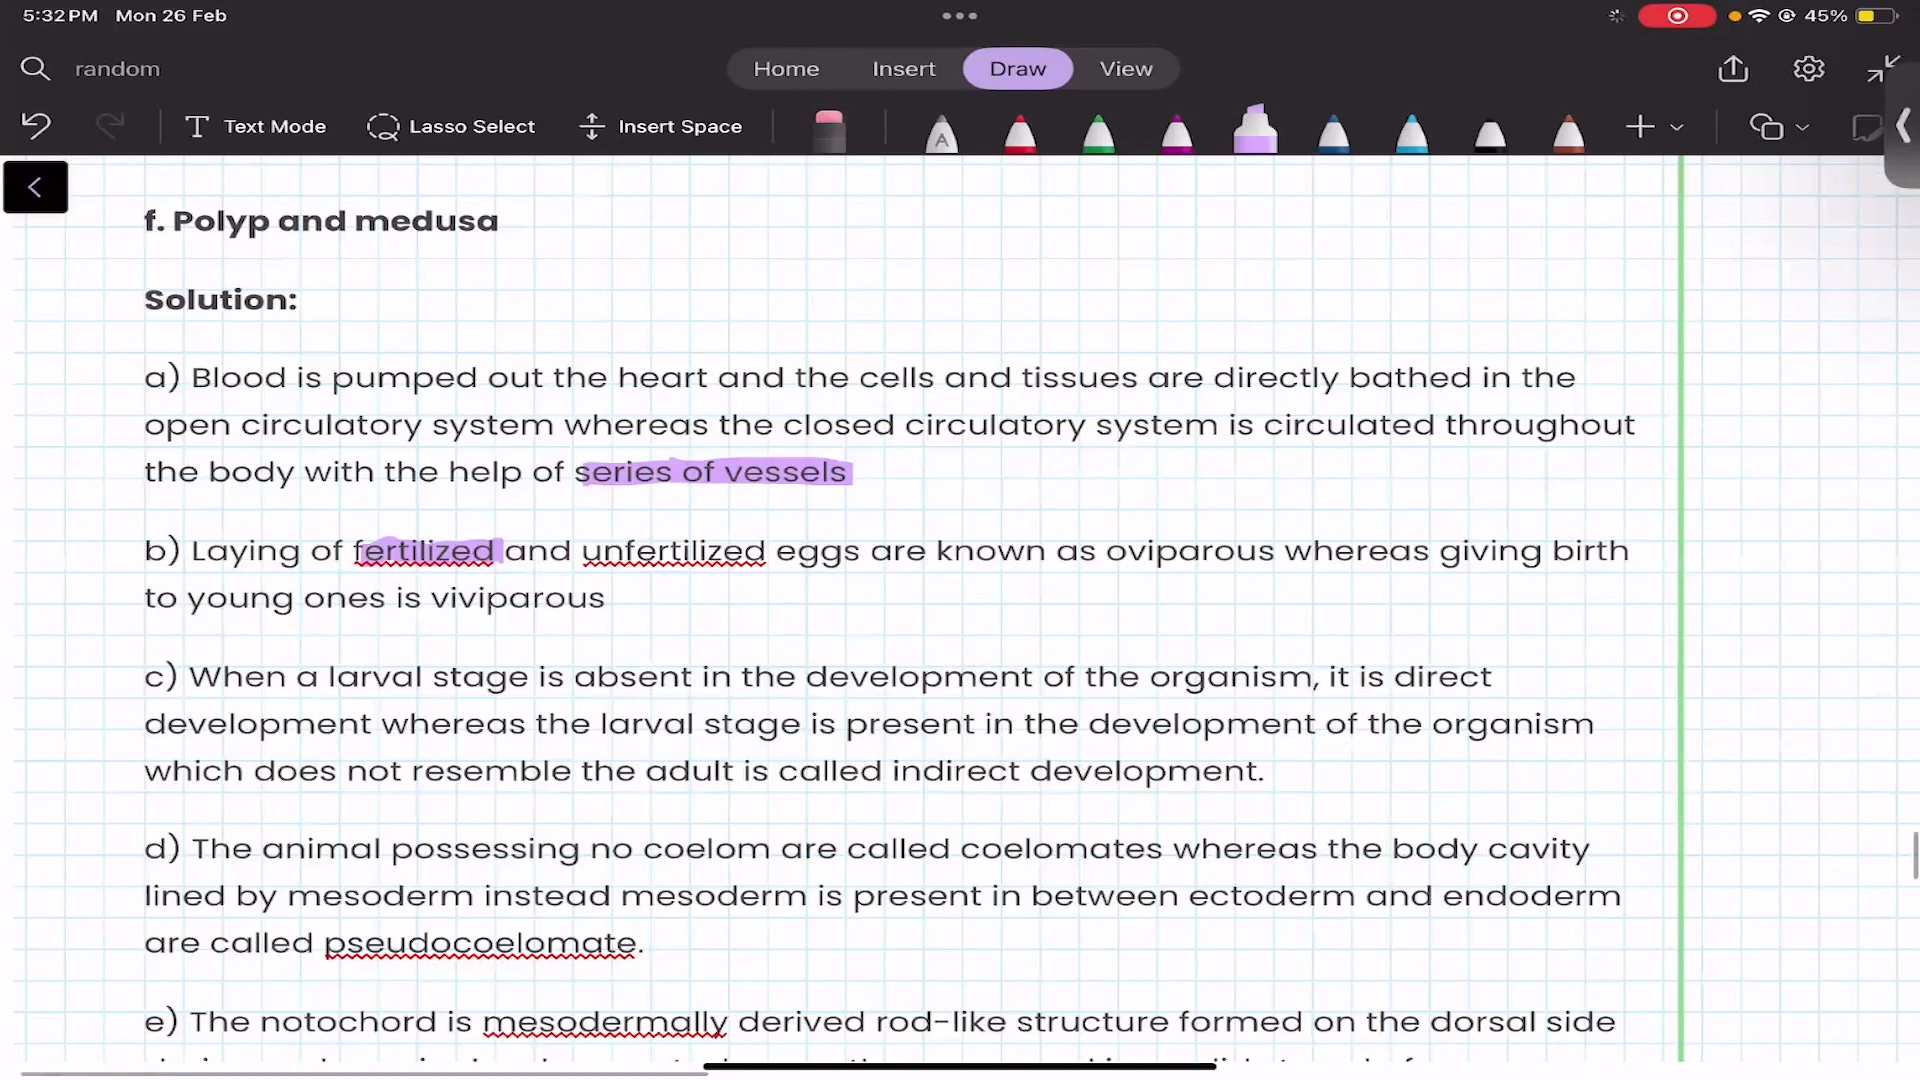 5:32 PM Mon 26 Feb
45%
random
Home Insert Draw View
Text Mode Lasso Select Insert Space
A
f. Polyp and medusa
Solution:
a) Blood is pumped out the heart and the cells and tissues are directly bathed in the
open circulatory system whereas the closed circulatory system is circulated throughout
the body with the help of series of vessels
b) Laying of fertilized and unfertilized eggs are known as oviparous whereas giving birth
to young ones is viviparous
c) When a larval stage is absent in the development of the organism, it is direct
development whereas the larval stage is present in the development of the organism
which does not resemble the adult is called indirect development.
d) The animal possessing no coelom are called coelomates whereas the body cavity
lined by mesoderm instead mesoderm is present in between ectoderm and endoderm
are called pseudocoelomate.
e) The notochord is mesodermally derived rod-like structure formed on the dorsal side